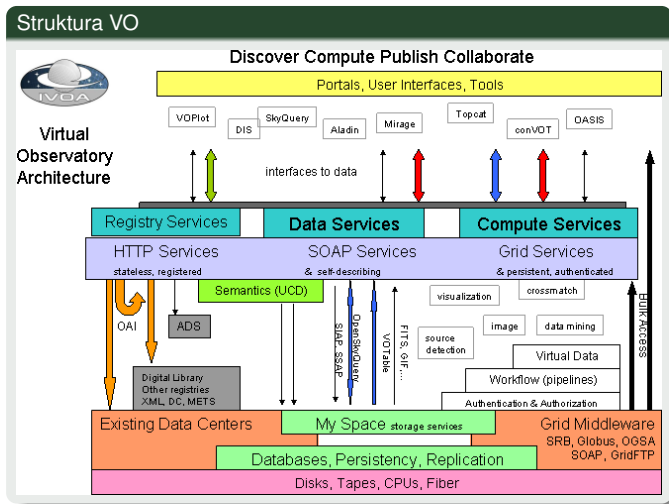 Struktura VO
Discover Compute Publish Collaborate
IVOA
Virtual
Observatory
Architecture
Portals, User Interfaces, Tools
VOPlot
DIS
SkyQuery
Aladin
Mirage
Topcat
conVOT
OASIS
interfaces to data
Registry Services
Data Services
Compute Services
HTTP Services
stateless, registered
SOAP Services
& self-describing
Grid Services
& persistent, authenticated
Semantics (UCD)
OAI
ADS
SIAP, SSAP
OpenSkyQuery
VOTable
FITS, GIF,...
visualization
crossmatch
image
data mining
source
detection
Bulk Access
Virtual Data
Workflow (pipelines)
Authentication & Authorization
Digital Library
Other registries
XML, DC, METS
Existing Data Centers
My Space storage services
Grid Middleware
SRB, Globus, OGSA
SOAP, GridFTP
Databases, Persistency, Replication
Disks, Tapes, CPUs, Fiber